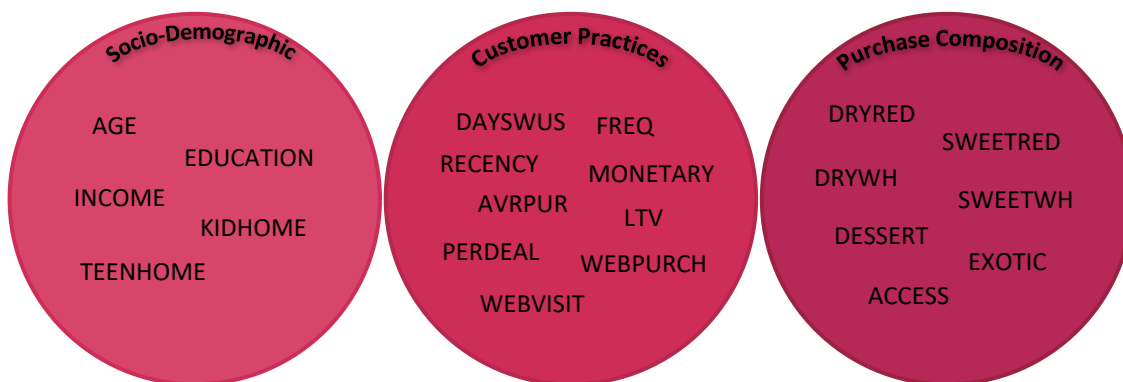 Socio-Demographic
AGE
EDUCATION
INCOME
KIDHOME
TEENHOME
Customer Practices
DAYSWUS
FREQ
RECENCY
MONETARY
AVRPUR
LTV
PERDEAL
WEBPURCH
WEBVISIT
Purchase Composition
DRYRED
SWEETRED
DRYWH
SWEETWH
DESSERT
EXOTIC
ACCESS